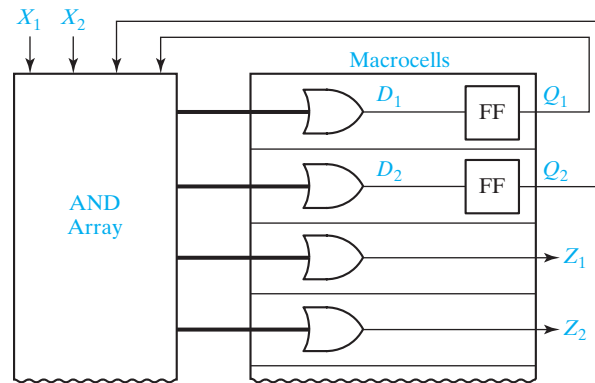 X1 X2
Macrocells
D1 FF Q1
D2 FF Q2
AND
Array
Z1
Z2